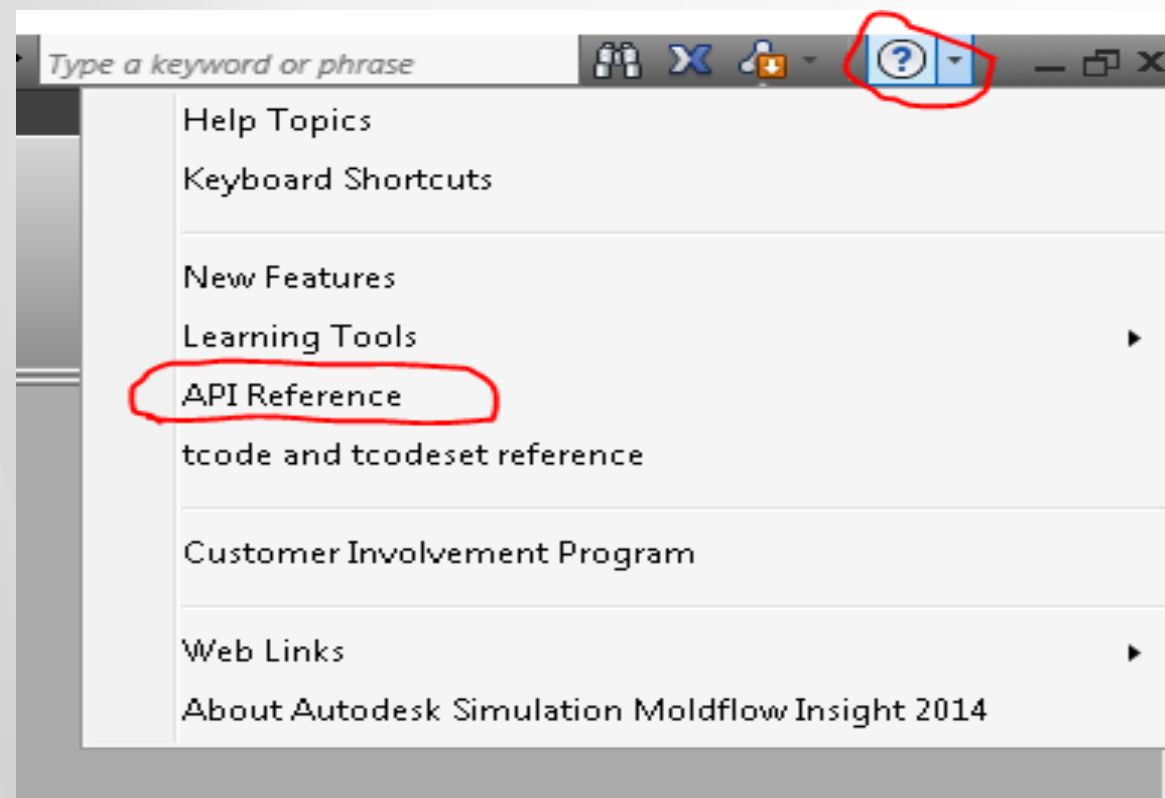 Type a keyword or phrase
Help Topics
Keyboard Shortcuts
New Features
Learning Tools
API Reference
tcode and tcodeset reference
Customer Involvement Program
Web Links
About Autodesk Simulation Moldflow Insight 2014